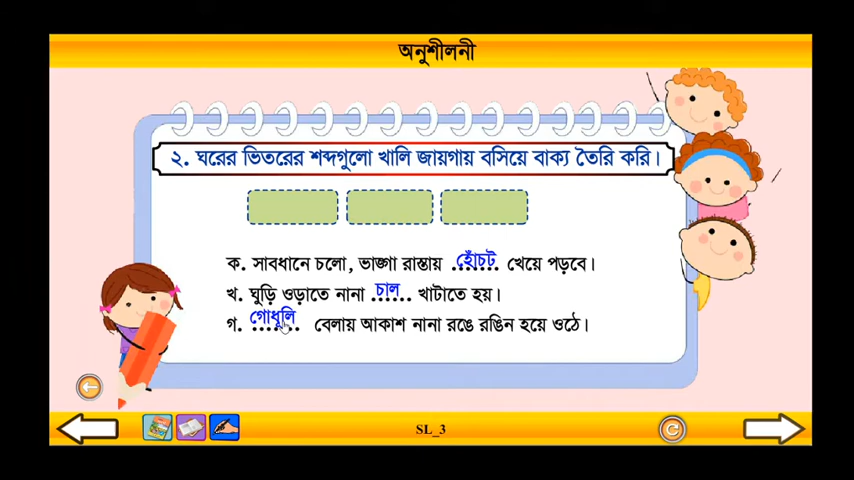 অনুশীলনী
২. ঘরের ভিতরের শব্দগুলো খালি জায়গায় বসিয়ে বাক্য তৈরি করি।
ক. সাবধানে চলো, ভাঙ্গা রাস্তায় ..হোঁচট.. খেয়ে পড়বে।
খ. ঘুড়ি ওড়াতে নানা ..চাল.. খাটাতে হয়।
গ. ..গোধূলি.. বেলায় আকাশ নানা রঙে রঙিন হয়ে ওঠে।
SL_3